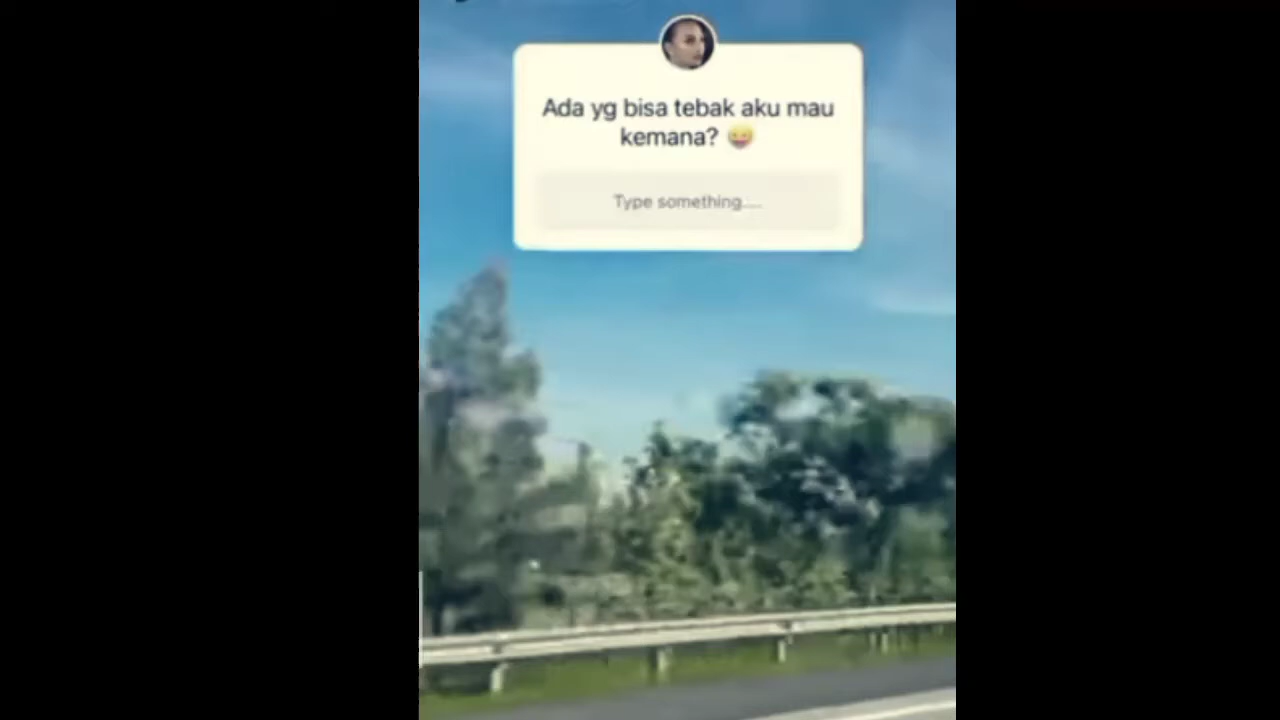 Ada yg bisa tebak aku mau
kemana? 😝
Type something....